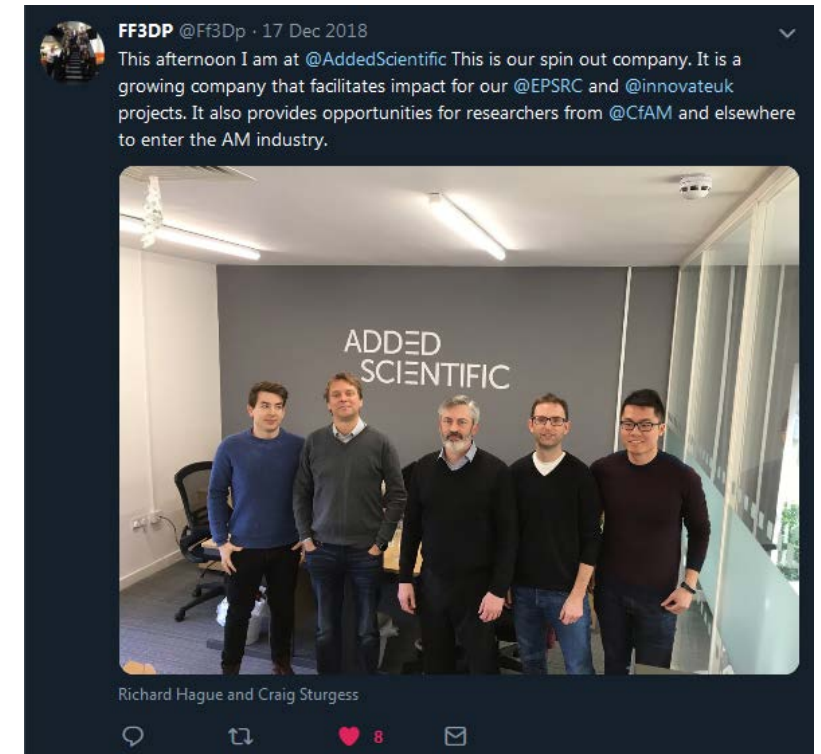 FF3DP @Ff3Dp · 17 Dec 2018
This afternoon I am at @AddedScientific This is our spin out company. It is a
growing company that facilitates impact for our @EPSRC and @innovateuk
projects. It also provides opportunities for researchers from @CfAM and elsewhere
to enter the AM industry.
ADDED
SCIENTIFIC
Richard Hague and Craig Sturgess
8